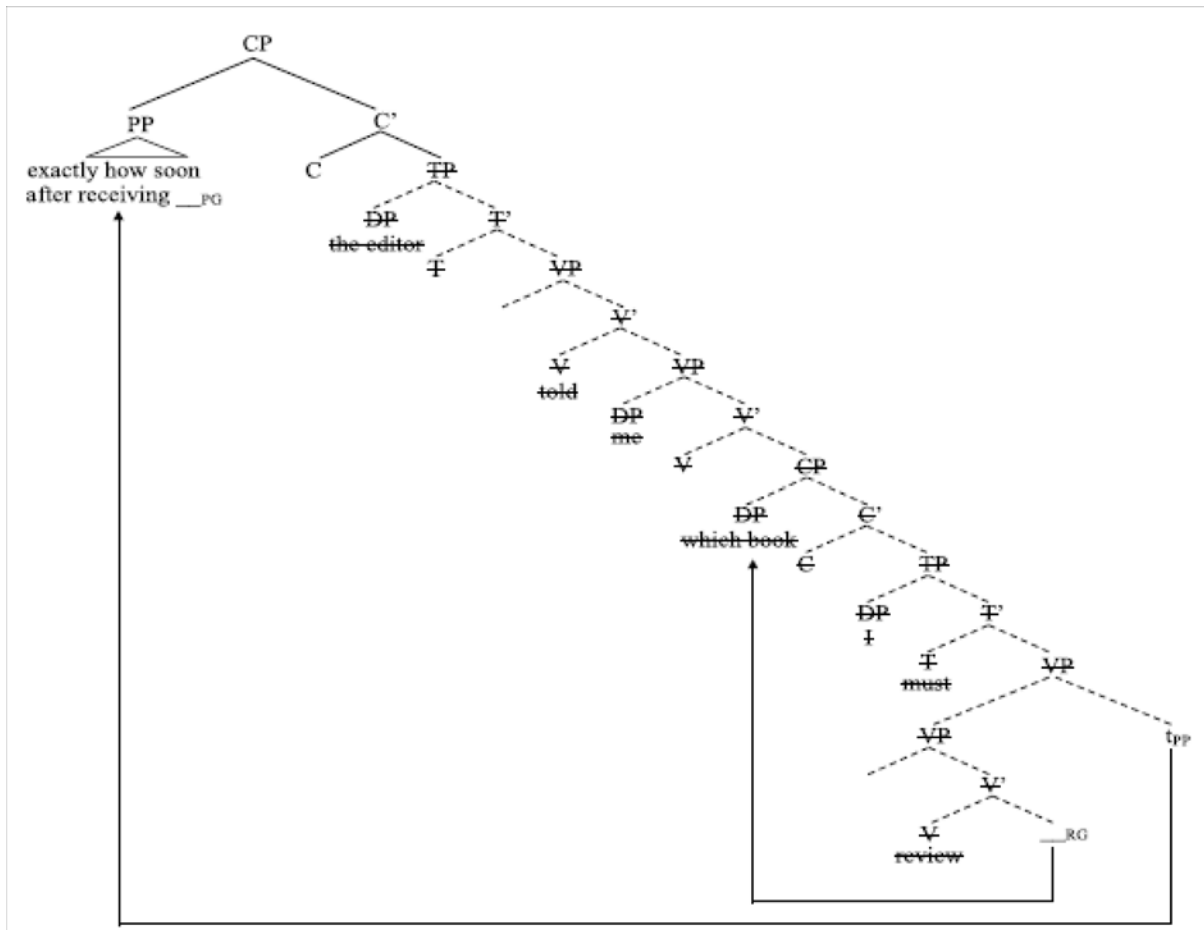 CP
PP C'
exactly how soon C TP
after receiving __PG DP T'
the editor
T VP
V'
V VP
told
DP V'
me
V CP
DP C'
which book
C TP
DP T'
I
T VP
must
VP tPP
V'
V __RG
review